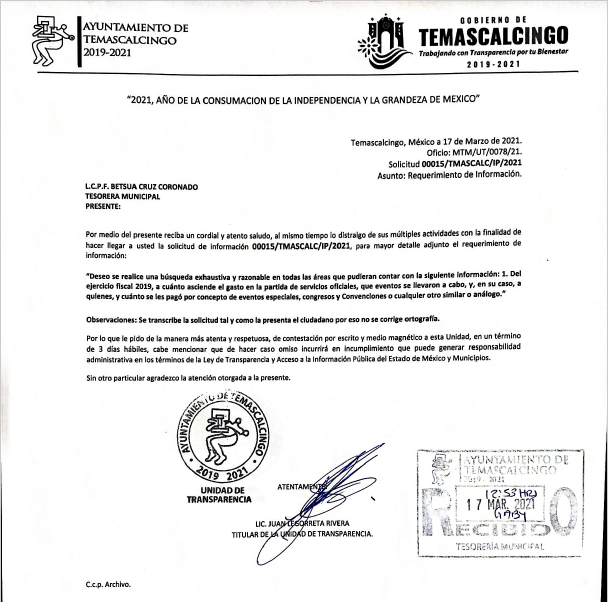 AYUNTAMIENTO DE
TEMASCALCINGO
2019-2021
GOBIERNO DE
TEMASCALCINGO
Trabajando con Transparencia por tu Bienestar
2019-2021
“2021, AÑO DE LA CONSUMACION DE LA INDEPENDENCIA Y LA GRANDEZA DE MEXICO”
Temascalcingo, México a 17 de Marzo de 2021.
Oficio: MTM/UT/0078/21.
Solicitud 00015/TMASCALC/IP/2021
Asunto: Requerimiento de Información.
L.C.P.F. BETSUA CRUZ CORONADO
TESORERA MUNICIPAL
PRESENTE:
Por medio del presente reciba un cordial y atento saludo, al mismo tiempo lo distraigo de sus múltiples actividades con la finalidad de
hacer llegar a usted la solicitud de información 00015/TMASCALC/IP/2021, para mayor detalle adjunto el requerimiento de
información:
“Deseo se realice una búsqueda exhaustiva y razonable en todas las áreas que pudieran contar con la siguiente información: 1. Del
ejercicio fiscal 2019, a cuánto asciende el gasto en la partida de servicios oficiales, que eventos se llevaron a cabo, y, en su caso, a
quienes, y cuánto se les pagó por concepto de eventos especiales, congresos y Convenciones o cualquier otro similar o análogo.”
Observaciones: Se transcribe la solicitud tal y como la presenta el ciudadano por eso no se corrige ortografía.
Por lo que le pido de la manera más atenta y respetuosa, de contestación por escrito y medio magnético a esta Unidad, en un término
de 3 días hábiles, cabe mencionar que de hacer caso omiso incurrirá en incumplimiento que puede generar responsabilidad
administrativa en los términos de la Ley de Transparencia y Acceso a la Información Pública del Estado de México y Municipios.
Sin otro particular agradezco la atención otorgada a la presente.
AYUNTAMIENTO DE TEMASCALCINGO
2019 2021
UNIDAD DE
TRANSPARENCIA
ATENTAMENTE
LIC. JUAN LEGORRETA RIVERA
TITULAR DE LA UNIDAD DE TRANSPARENCIA.
AYUNTAMIENTO DE
TEMASCALCINGO
2019 - 2021
12:53 HRS
17 MAR. 2021
GABY
RECIBIDO
TESORERÍA MUNICIPAL
C.c.p. Archivo.